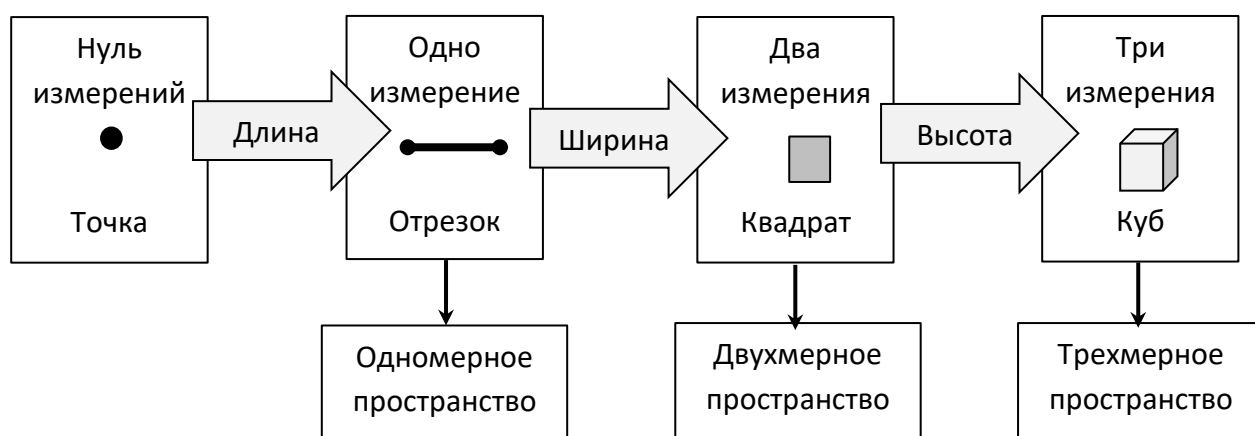 Нуль
измерений
Точка
Длина
Одно
измерение
Отрезок
Ширина
Два
измерения
Квадрат
Высота
Три
измерения
Куб
Одномерное
пространство
Двухмерное
пространство
Трехмерное
пространство